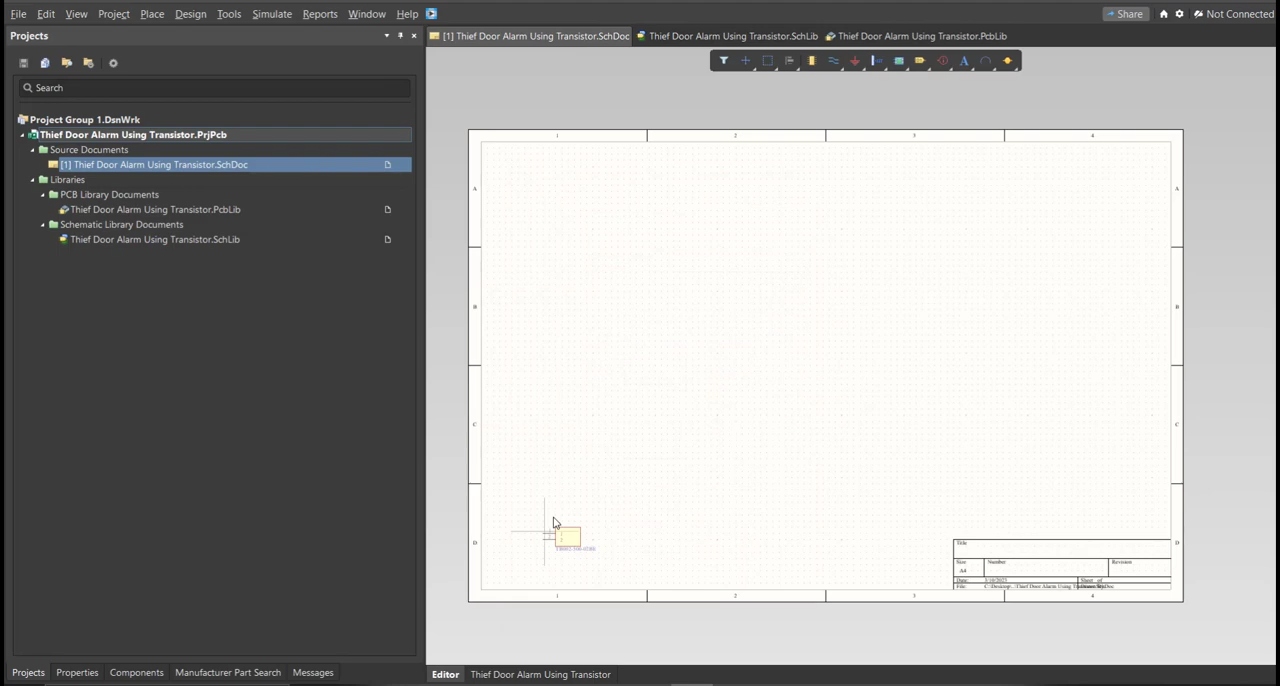 File Edit View Project Place Design Tools Simulate Reports Window Help
Share
Not Connected
Projects
[1] Thief Door Alarm Using Transistor.SchDoc
Thief Door Alarm Using Transistor.SchLib
Thief Door Alarm Using Transistor.PcbLib
Search
Project Group 1.DsnWrk
Thief Door Alarm Using Transistor.PrjPcb
Source Documents
[1] Thief Door Alarm Using Transistor.SchDoc
Libraries
PCB Library Documents
Thief Door Alarm Using Transistor.PcbLib
Schematic Library Documents
Thief Door Alarm Using Transistor.SchLib
1 2 3 4
A A
B B
C C
D D
1
2
Title
Size Number Revision
A4
Date: Sheet of
File:
1 2 3 4
Projects Properties Components Manufacturer Part Search Messages
Editor Thief Door Alarm Using Transistor